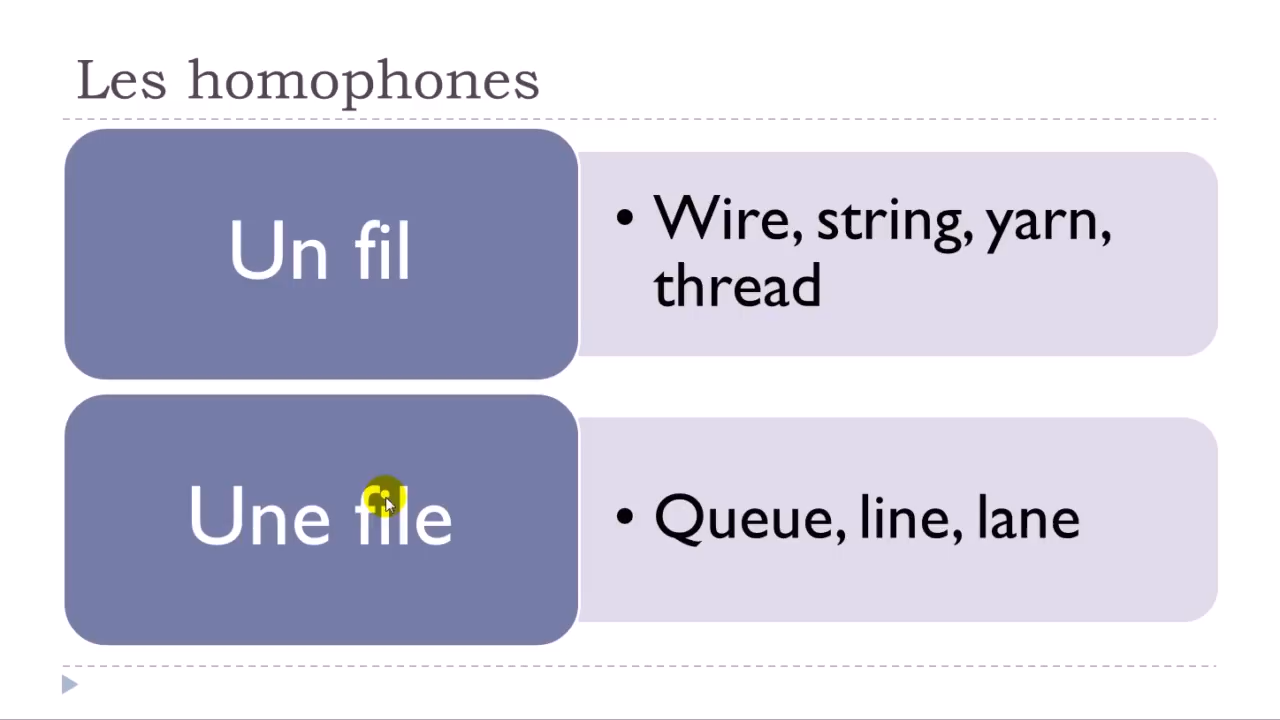 Les homophones
Un fil
• Wire, string, yarn,
thread
Une file
• Queue, line, lane